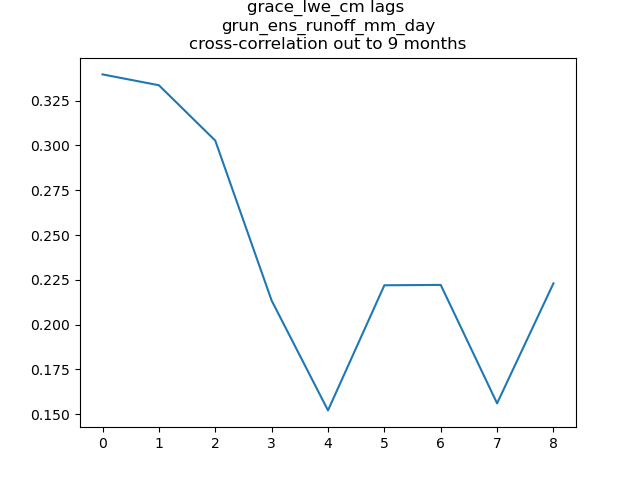 grace_lwe_cm lags
grun_ens_runoff_mm_day
cross-correlation out to 9 months
0.325
0.300
0.275
0.250
0.225
0.200
0.175
0.150
0 1 2 3 4 5 6 7 8